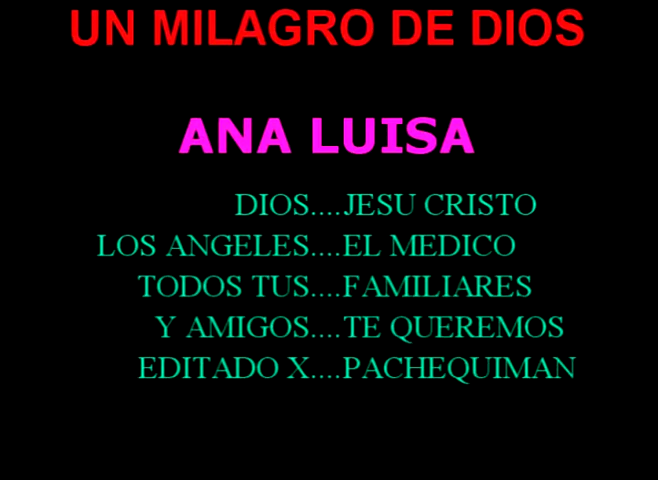 UN MILAGRO DE DIOS
ANA LUISA
DIOS....JESU CRISTO
LOS ANGELES....EL MEDICO
TODOS TUS....FAMILIARES
Y AMIGOS....TE QUEREMOS
EDITADO X....PACHEQUIMAN